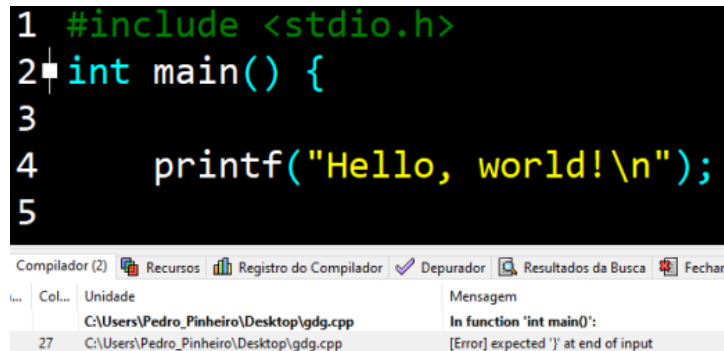 1 #include <stdio.h>
2 int main() {
3
4 printf("Hello, world!\n");
5
Compilador (2) Recursos Registro do Compilador Depurador Resultados da Busca Fechar
... Col... Unidade Mensagem
C:\Users\Pedro_Pinheiro\Desktop\gdg.cpp In function 'int main()':
27 C:\Users\Pedro_Pinheiro\Desktop\gdg.cpp [Error] expected '}' at end of input